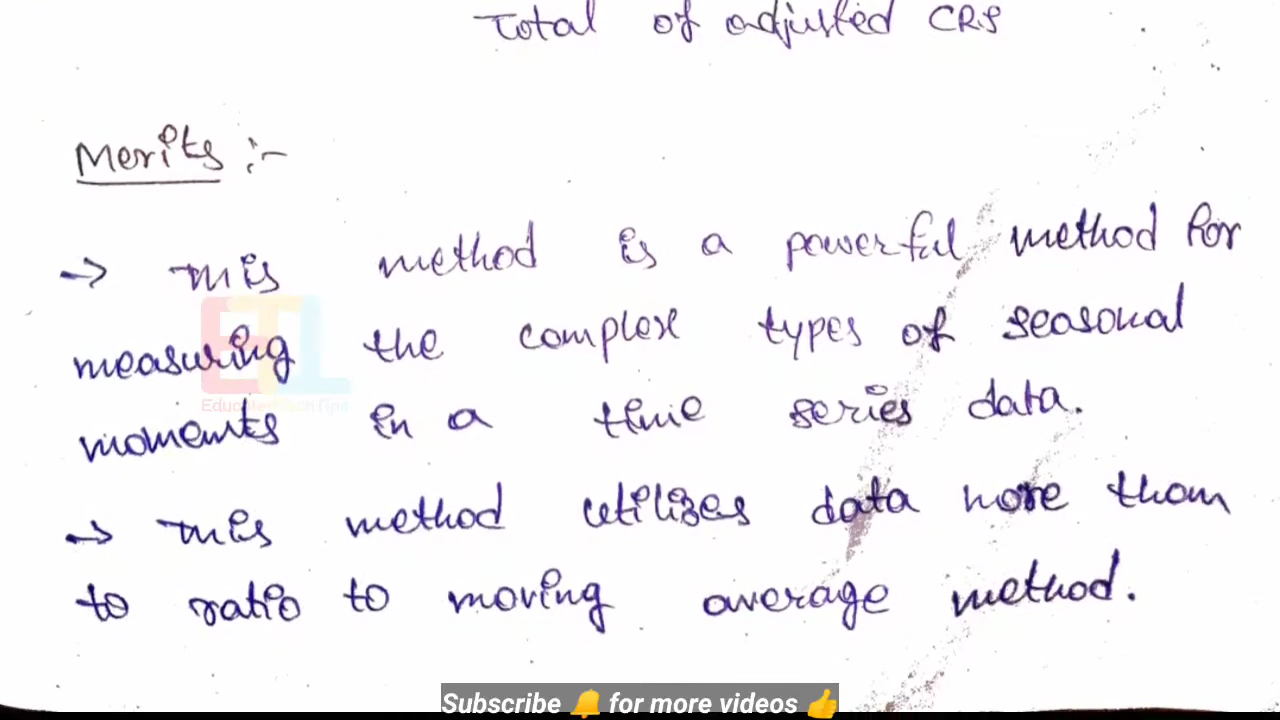 Total of adjusted CRS
Merits :-
→ This method is a powerful method for
measuring the complex types of seasonal
moments in a time series data.
→ This method utilizes data more than
to ratio to moving average method.
Subscribe 🔔 for more videos 👍